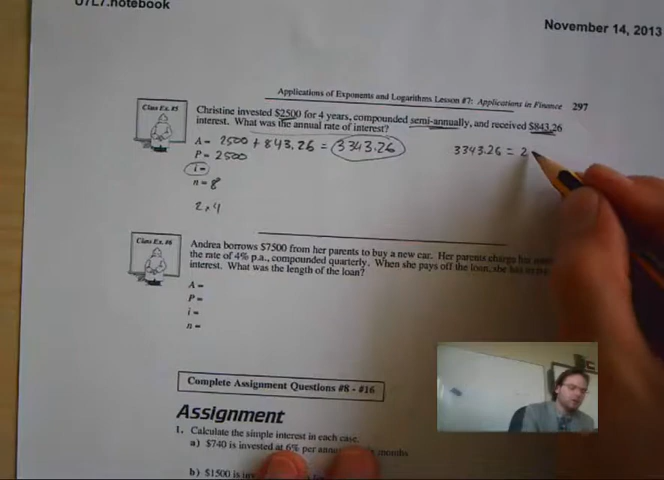 U7L7.notebook
November 14, 2013
Applications of Exponents and Logarithms Lesson #7: Applications in Finance 297
Class Ex. #5
Christine invested $2500 for 4 years, compounded semi-annually, and received $843.26
interest. What was the annual rate of interest?
A = 2500 + 843.26 = 3343.26
3343.26 = 2
P = 2500
i =
n = 8
2 . 4
Class Ex. #6
Andrea borrows $7500 from her parents to buy a new car. Her parents charge her
the rate of 4% p.a., compounded quarterly. When she pays off the loan, she
interest. What was the length of the loan?
A =
P =
i =
n =
Complete Assignment Questions #8 - #16
Assignment
1. Calculate the simple interest in each case.
a) $740 is invested at 6% per months
b) $1500 is